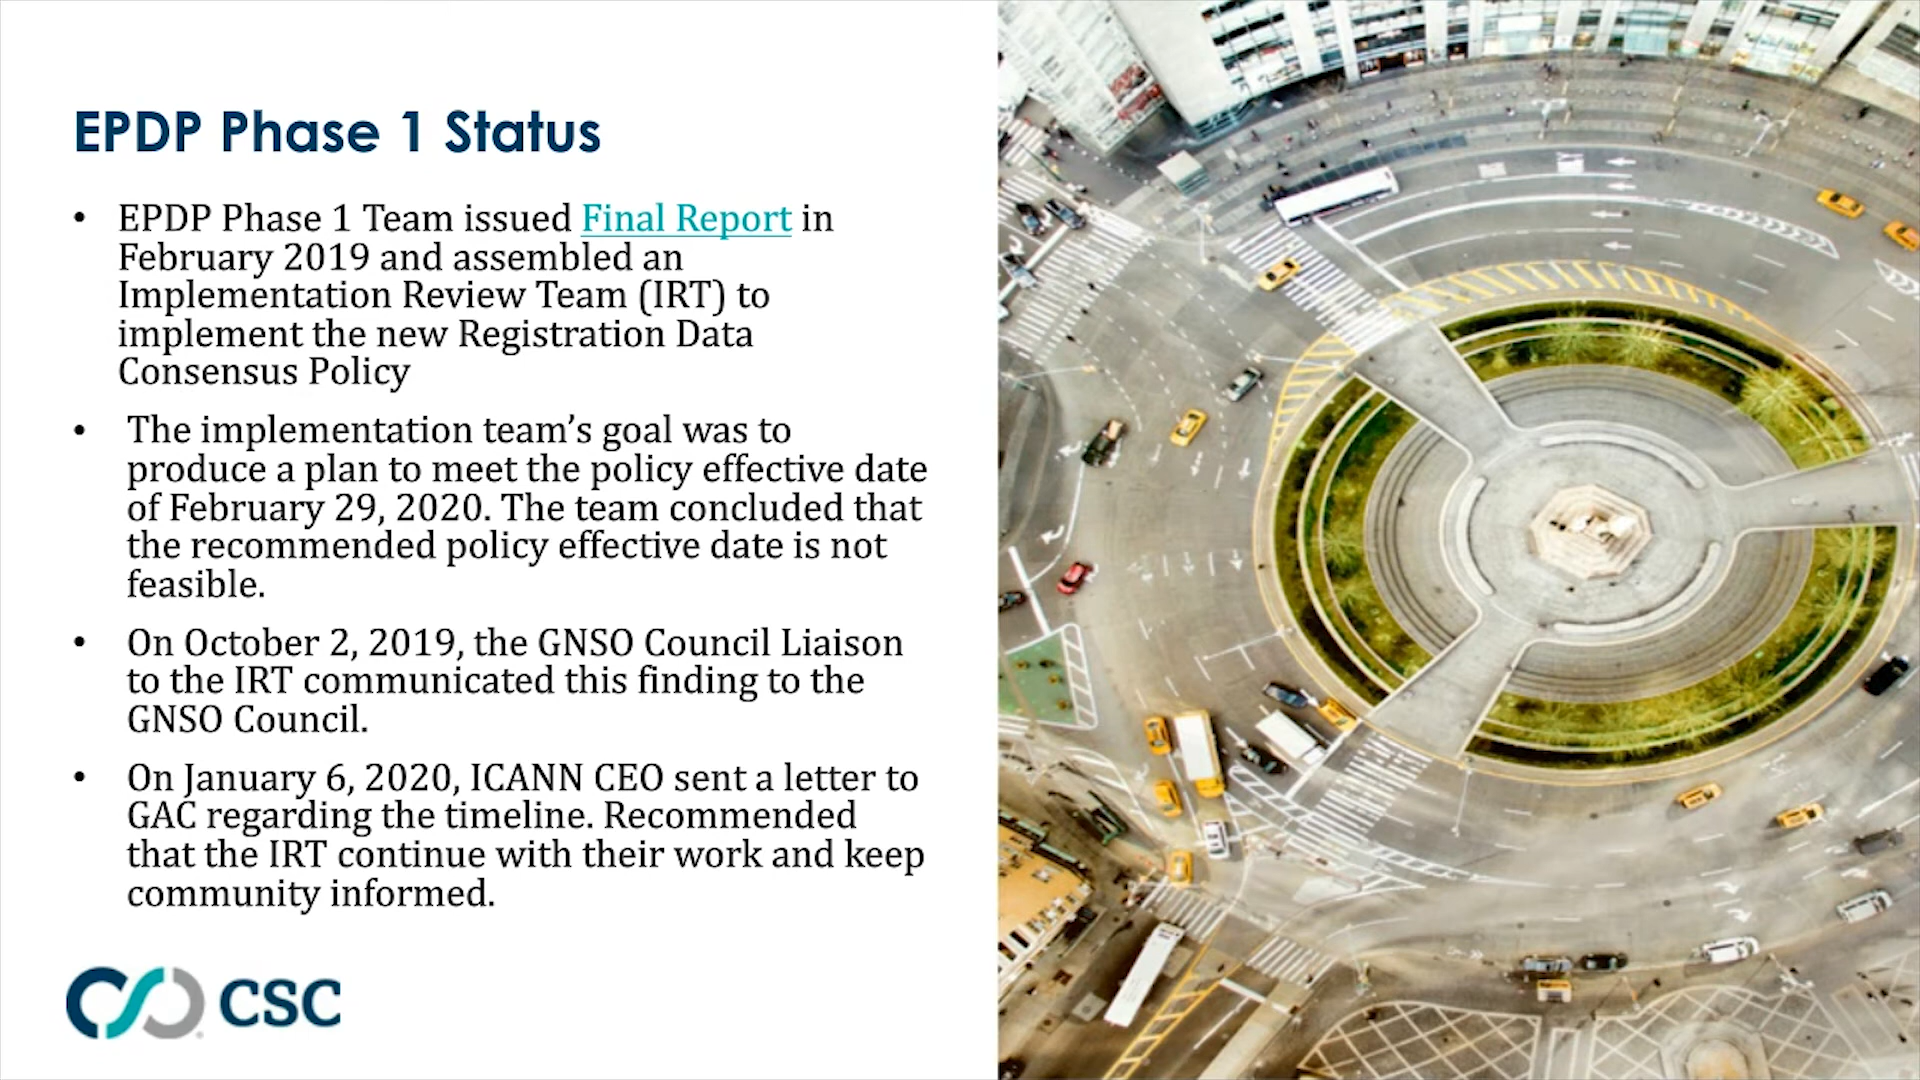 EPDP Phase 1 Status
• EPDP Phase 1 Team issued Final Report in
February 2019 and assembled an
Implementation Review Team (IRT) to
implement the new Registration Data
Consensus Policy
• The implementation team’s goal was to
produce a plan to meet the policy effective date
of February 29, 2020. The team concluded that
the recommended policy effective date is not
feasible.
• On October 2, 2019, the GNSO Council Liaison
to the IRT communicated this finding to the
GNSO Council.
• On January 6, 2020, ICANN CEO sent a letter to
GAC regarding the timeline. Recommended
that the IRT continue with their work and keep
community informed.
CSC